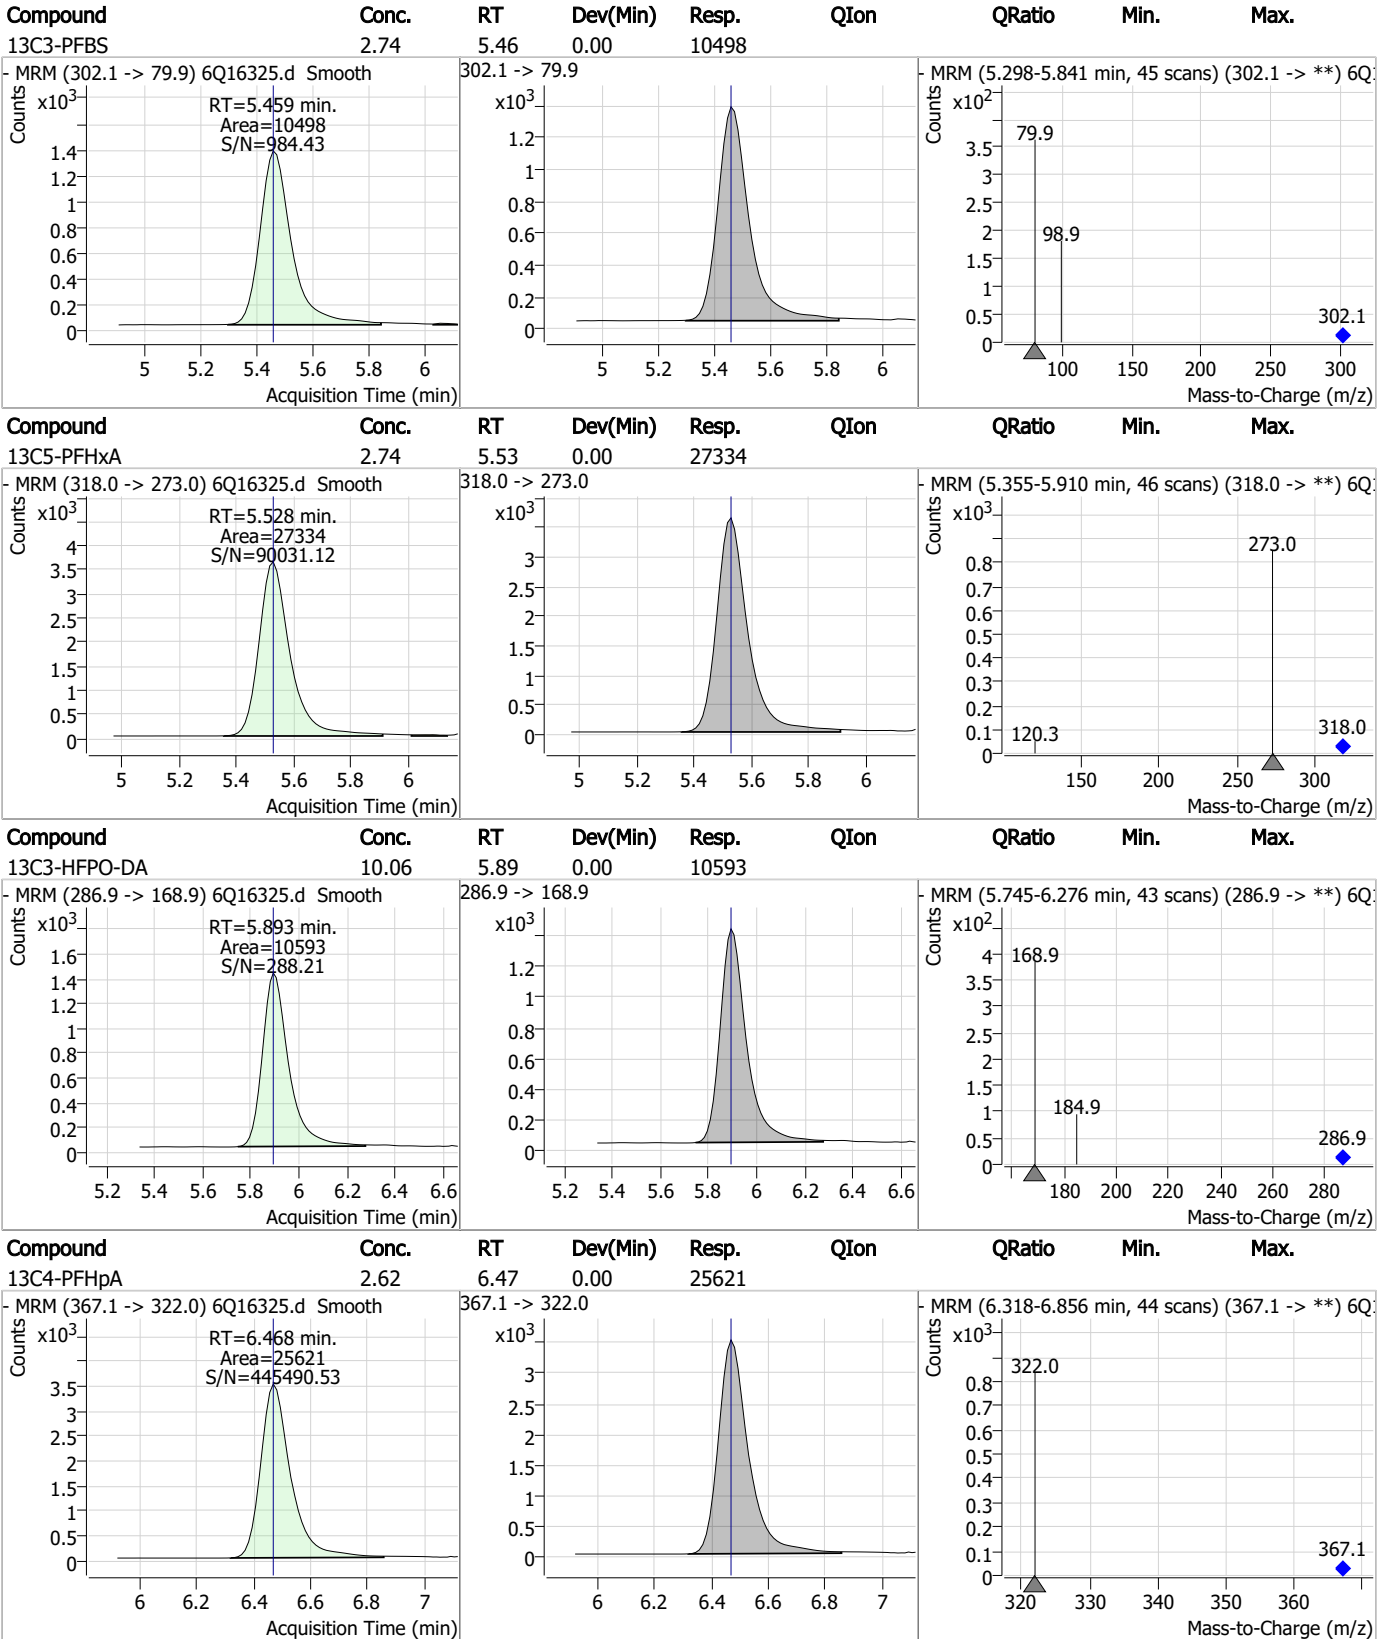 Compound Conc. RT Dev(Min) Resp. QIon QRatio Min. Max.
13C3-PFBS 2.74 5.46 0.00 10498
- MRM (302.1 -> 79.9) 6Q16325.d Smooth
Counts
x10³
RT=5.459 min.
Area=10498
S/N=984.43
1.4
1.2
1
0.8
0.6
0.4
0.2
0
5 5.2 5.4 5.6 5.8 6
Acquisition Time (min)
302.1 -> 79.9
x10³
1.2
1
0.8
0.6
0.4
0.2
0
5 5.2 5.4 5.6 5.8 6
- MRM (5.298-5.841 min, 45 scans) (302.1 -> **) 6Q
Counts
x10²
79.9
3.5
3
2.5
2
98.9
1.5
1
0.5
302.1
0
100 150 200 250 300
Mass-to-Charge (m/z)
Compound Conc. RT Dev(Min) Resp. QIon QRatio Min. Max.
13C5-PFHxA 2.74 5.53 0.00 27334
- MRM (318.0 -> 273.0) 6Q16325.d Smooth
Counts
x10³
RT=5.528 min.
Area=27334
S/N=90031.12
4
3.5
3
2.5
2
1.5
1
0.5
0
5 5.2 5.4 5.6 5.8 6
Acquisition Time (min)
318.0 -> 273.0
x10³
3
2.5
2
1.5
1
0.5
0
5 5.2 5.4 5.6 5.8 6
- MRM (5.355-5.910 min, 46 scans) (318.0 -> **) 6Q
Counts
x10³
273.0
0.8
0.7
0.6
0.5
0.4
0.3
0.2
0.1
120.3
318.0
0
150 200 250 300
Mass-to-Charge (m/z)
Compound Conc. RT Dev(Min) Resp. QIon QRatio Min. Max.
13C3-HFPO-DA 10.06 5.89 0.00 10593
- MRM (286.9 -> 168.9) 6Q16325.d Smooth
Counts
x10³
RT=5.893 min.
Area=10593
S/N=288.21
1.6
1.4
1.2
1
0.8
0.6
0.4
0.2
0
5.2 5.4 5.6 5.8 6 6.2 6.4 6.6
Acquisition Time (min)
286.9 -> 168.9
x10³
1.2
1
0.8
0.6
0.4
0.2
0
5.2 5.4 5.6 5.8 6 6.2 6.4 6.6
- MRM (5.745-6.276 min, 43 scans) (286.9 -> **) 6Q
Counts
x10²
4
168.9
3.5
3
2.5
2
1.5
1
184.9
0.5
286.9
0
180 200 220 240 260 280
Mass-to-Charge (m/z)
Compound Conc. RT Dev(Min) Resp. QIon QRatio Min. Max.
13C4-PFHpA 2.62 6.47 0.00 25621
- MRM (367.1 -> 322.0) 6Q16325.d Smooth
Counts
x10³
RT=6.468 min.
Area=25621
S/N=445490.53
3.5
3
2.5
2
1.5
1
0.5
0
6 6.2 6.4 6.6 6.8 7
Acquisition Time (min)
367.1 -> 322.0
x10³
3
2.5
2
1.5
1
0.5
0
6 6.2 6.4 6.6 6.8 7
- MRM (6.318-6.856 min, 44 scans) (367.1 -> **) 6Q
Counts
x10³
322.0
0.8
0.7
0.6
0.5
0.4
0.3
0.2
0.1
367.1
0
320 330 340 350 360
Mass-to-Charge (m/z)